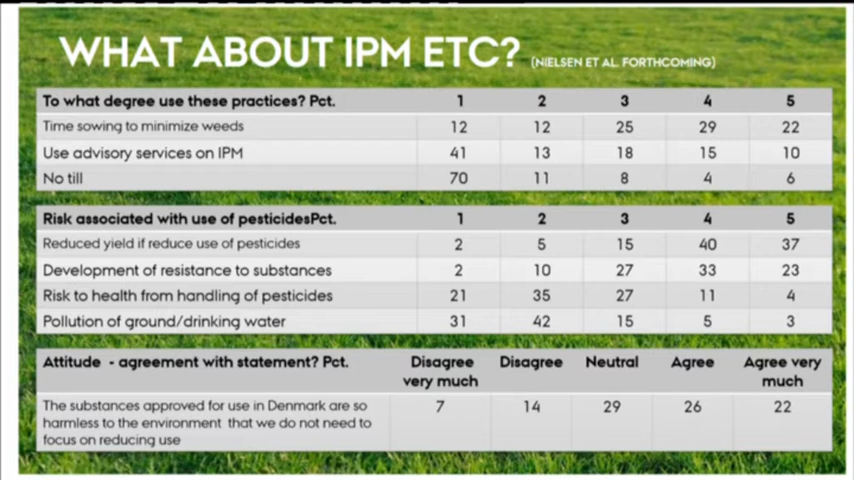 WHAT ABOUT IPM ETC? (NIELSEN ET AL. FORTHCOMING)
To what degree use these practices? Pct. 1 2 3 4 5
Time sowing to minimize weeds 12 12 25 29 22
Use advisory services on IPM 41 13 18 15 10
No till 70 11 8 4 6
Risk associated with use of pesticidesPct. 1 2 3 4 5
Reduced yield if reduce use of pesticides 2 5 15 40 37
Development of resistance to substances 2 10 27 33 23
Risk to health from handling of pesticides 21 35 27 11 4
Pollution of ground/drinking water 31 42 15 5 3
Attitude - agreement with statement? Pct. Disagree very much Disagree Neutral Agree Agree very much
The substances approved for use in Denmark are so 7 14 29 26 22
harmless to the environment that we do not need to
focus on reducing use